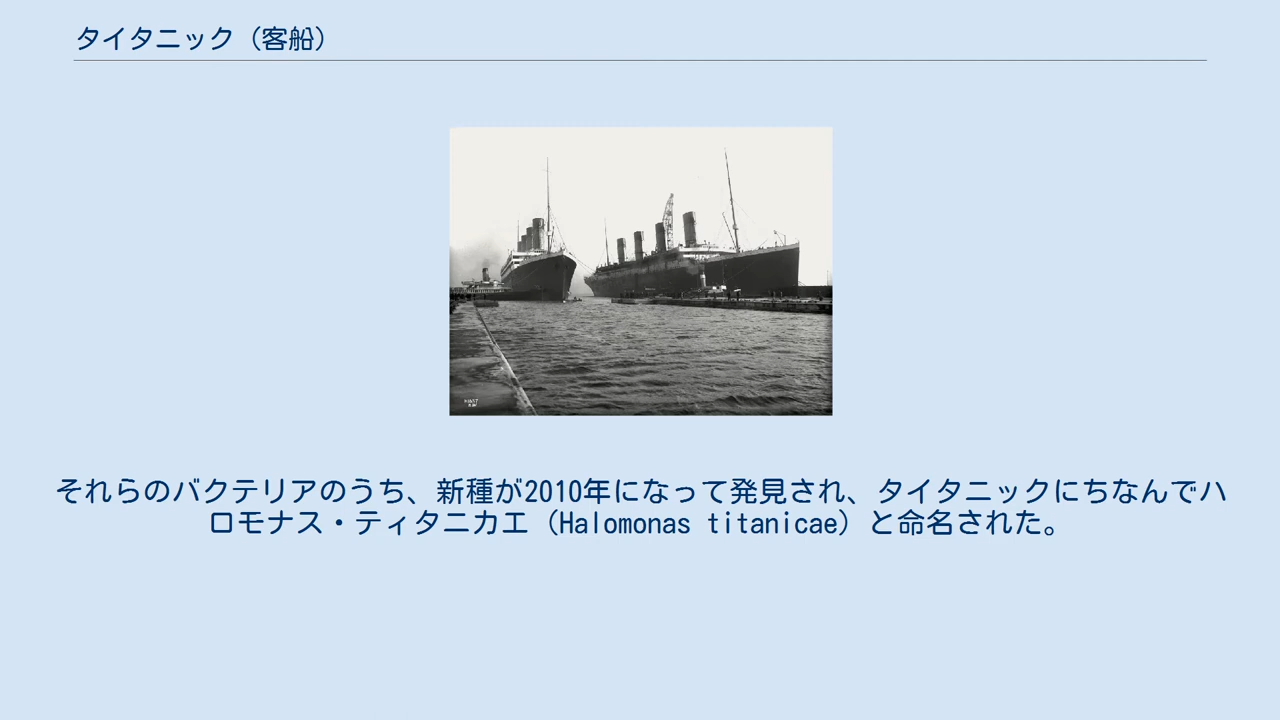 タイタニック（客船）
それらのバクテリアのうち、新種が2010年になって発見され、タイタニックにちなんでハ
ロモナス・ティタニカエ（Halomonas titanicae）と命名された。